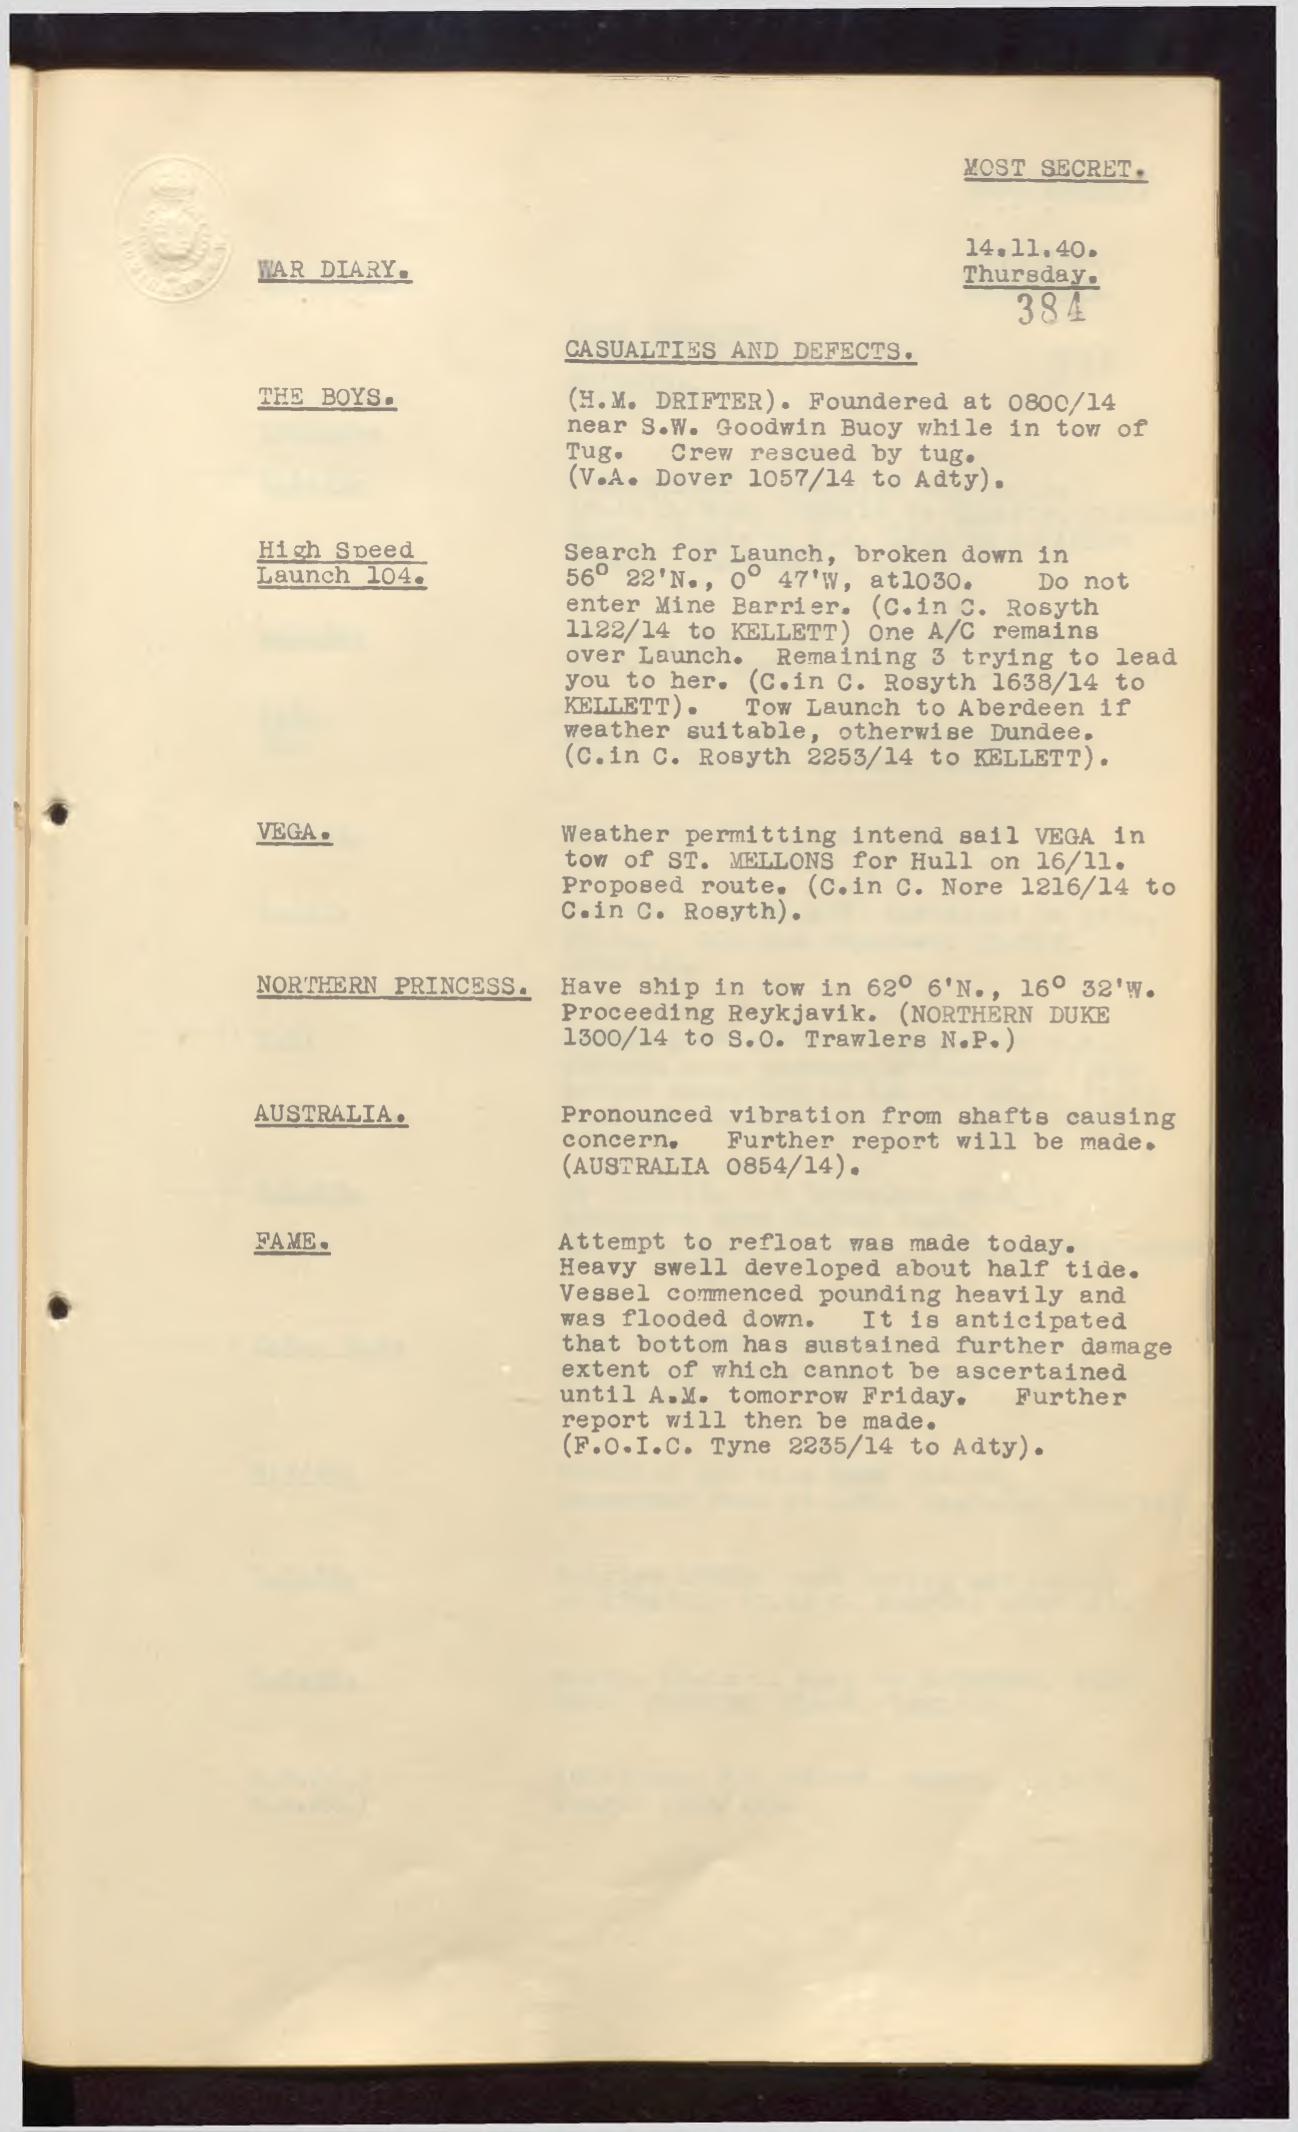 MOST SECRET.
14.11.40.
Thursday.
384
WAR DIARY.
CASUALTIES AND DEFECTS.
THE BOYS.
(H.M. DRIFTER). Foundered at 0800/14
near S.W. Goodwin Buoy while in tow of
Tug. Crew rescued by tug.
(V.A. Dover 1057/14 to Adty).
High Speed
Launch 104.
Search for Launch, broken down in
56° 22'N., 0° 47'W, at1030. Do not
enter Mine Barrier. (C.in C. Rosyth
1122/14 to KELLETT) One A/C remains
over Launch. Remaining 3 trying to lead
you to her. (C.in C. Rosyth 1638/14 to
KELLETT). Tow Launch to Aberdeen if
weather suitable, otherwise Dundee.
(C.in C. Rosyth 2253/14 to KELLETT).
VEGA.
Weather permitting intend sail VEGA in
tow of ST. MELLONS for Hull on 16/11.
Proposed route. (C.in C. Nore 1216/14 to
C.in C. Rosyth).
NORTHERN PRINCESS.
Have ship in tow in 62° 6'N., 16° 32'W.
Proceeding Reykjavik. (NORTHERN DUKE
1300/14 to S.O. Trawlers N.P.)
AUSTRALIA.
Pronounced vibration from shafts causing
concern. Further report will be made.
(AUSTRALIA 0854/14).
FAME.
Attempt to refloat was made today.
Heavy swell developed about half tide.
Vessel commenced pounding heavily and
was flooded down. It is anticipated
that bottom has sustained further damage
extent of which cannot be ascertained
until A.M. tomorrow Friday. Further
report will then be made.
(F.O.I.C. Tyne 2235/14 to Adty).